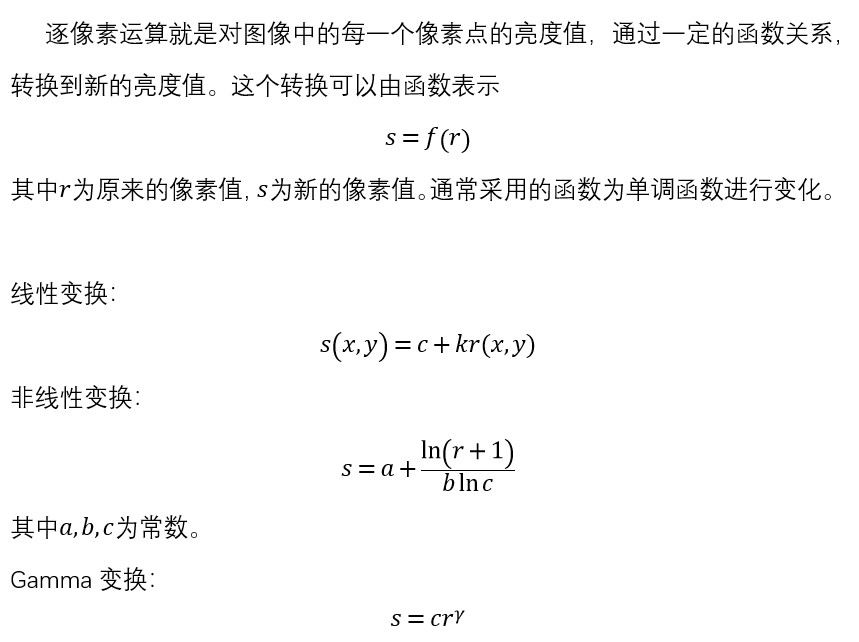 逐像素运算就是对图像中的每一个像素点的亮度值，通过一定的函数关系，
转换到新的亮度值。这个转换可以由函数表示
s = f(r)
其中r为原来的像素值, s为新的像素值。通常采用的函数为单调函数进行变化。
线性变换：
s(x, y) = c + kr(x, y)
非线性变换：
s = a + \frac{\ln(r + 1)}{b \ln c}
其中a, b, c为常数。
Gamma 变换：
s = cr^γ